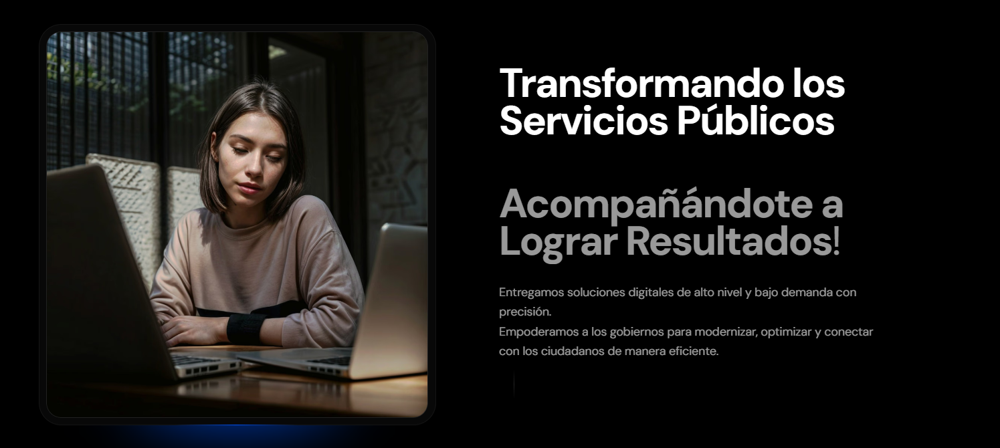 Transformando los
Servicios Públicos
Acompañándote a
Lograr Resultados!
Entregamos soluciones digitales de alto nivel y bajo demanda con
precisión.
Empoderamos a los gobiernos para modernizar, optimizar y conectar
con los ciudadanos de manera eficiente.